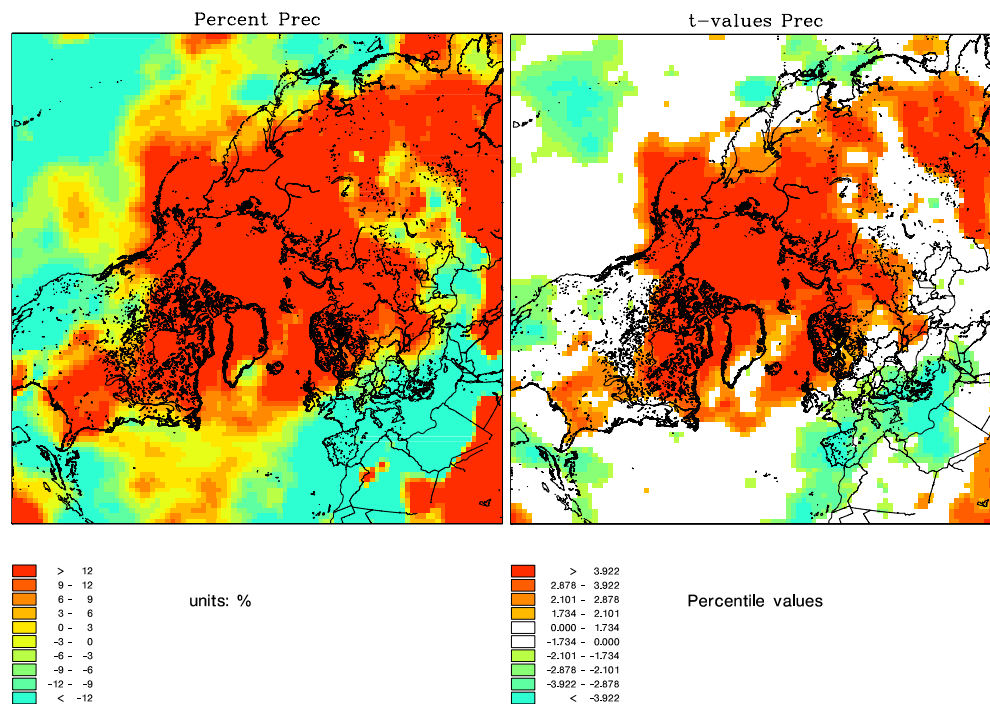 Percent Prec
t-values Prec
> 12
9 - 12
6 - 9
3 - 6
0 - 3
-3 - 0
-6 - -3
-9 - -6
-12 - -9
< -12
units: %
> 3.922
2.878 - 3.922
2.101 - 2.878
1.734 - 2.101
0.000 - 1.734
-1.734 - 0.000
-2.101 - -1.734
-2.878 - -2.101
-3.922 - -2.878
< -3.922
Percentile values